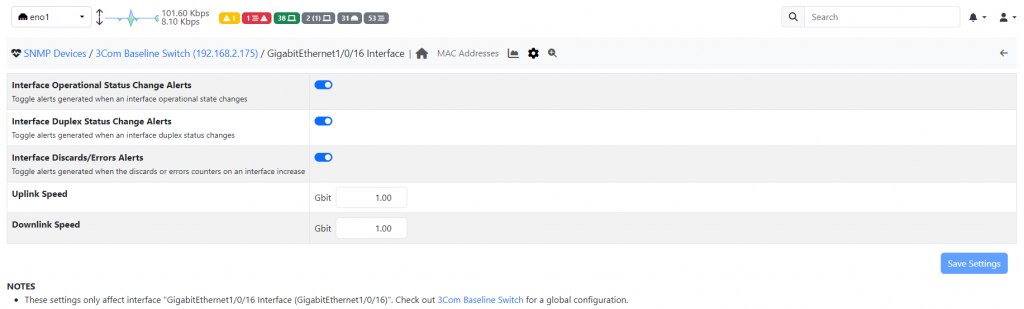 eno1
101.60 Kbps
8.10 Kbps
1
1
38
2 (1)
31
53
Search
SNMP Devices / 3Com Baseline Switch (192.168.2.175) / GigabitEthernet1/0/16 Interface | MAC Addresses
Interface Operational Status Change Alerts
Toggle alerts generated when an interface operational state changes
Interface Duplex Status Change Alerts
Toggle alerts generated when an interface duplex status changes
Interface Discards/Errors Alerts
Toggle alerts generated when the discards or errors counters on an interface increase
Uplink Speed
Gbit 1.00
Downlink Speed
Gbit 1.00
Save Settings
NOTES
• These settings only affect interface "GigabitEthernet1/0/16 Interface (GigabitEthernet1/0/16)". Check out 3Com Baseline Switch for a global configuration.